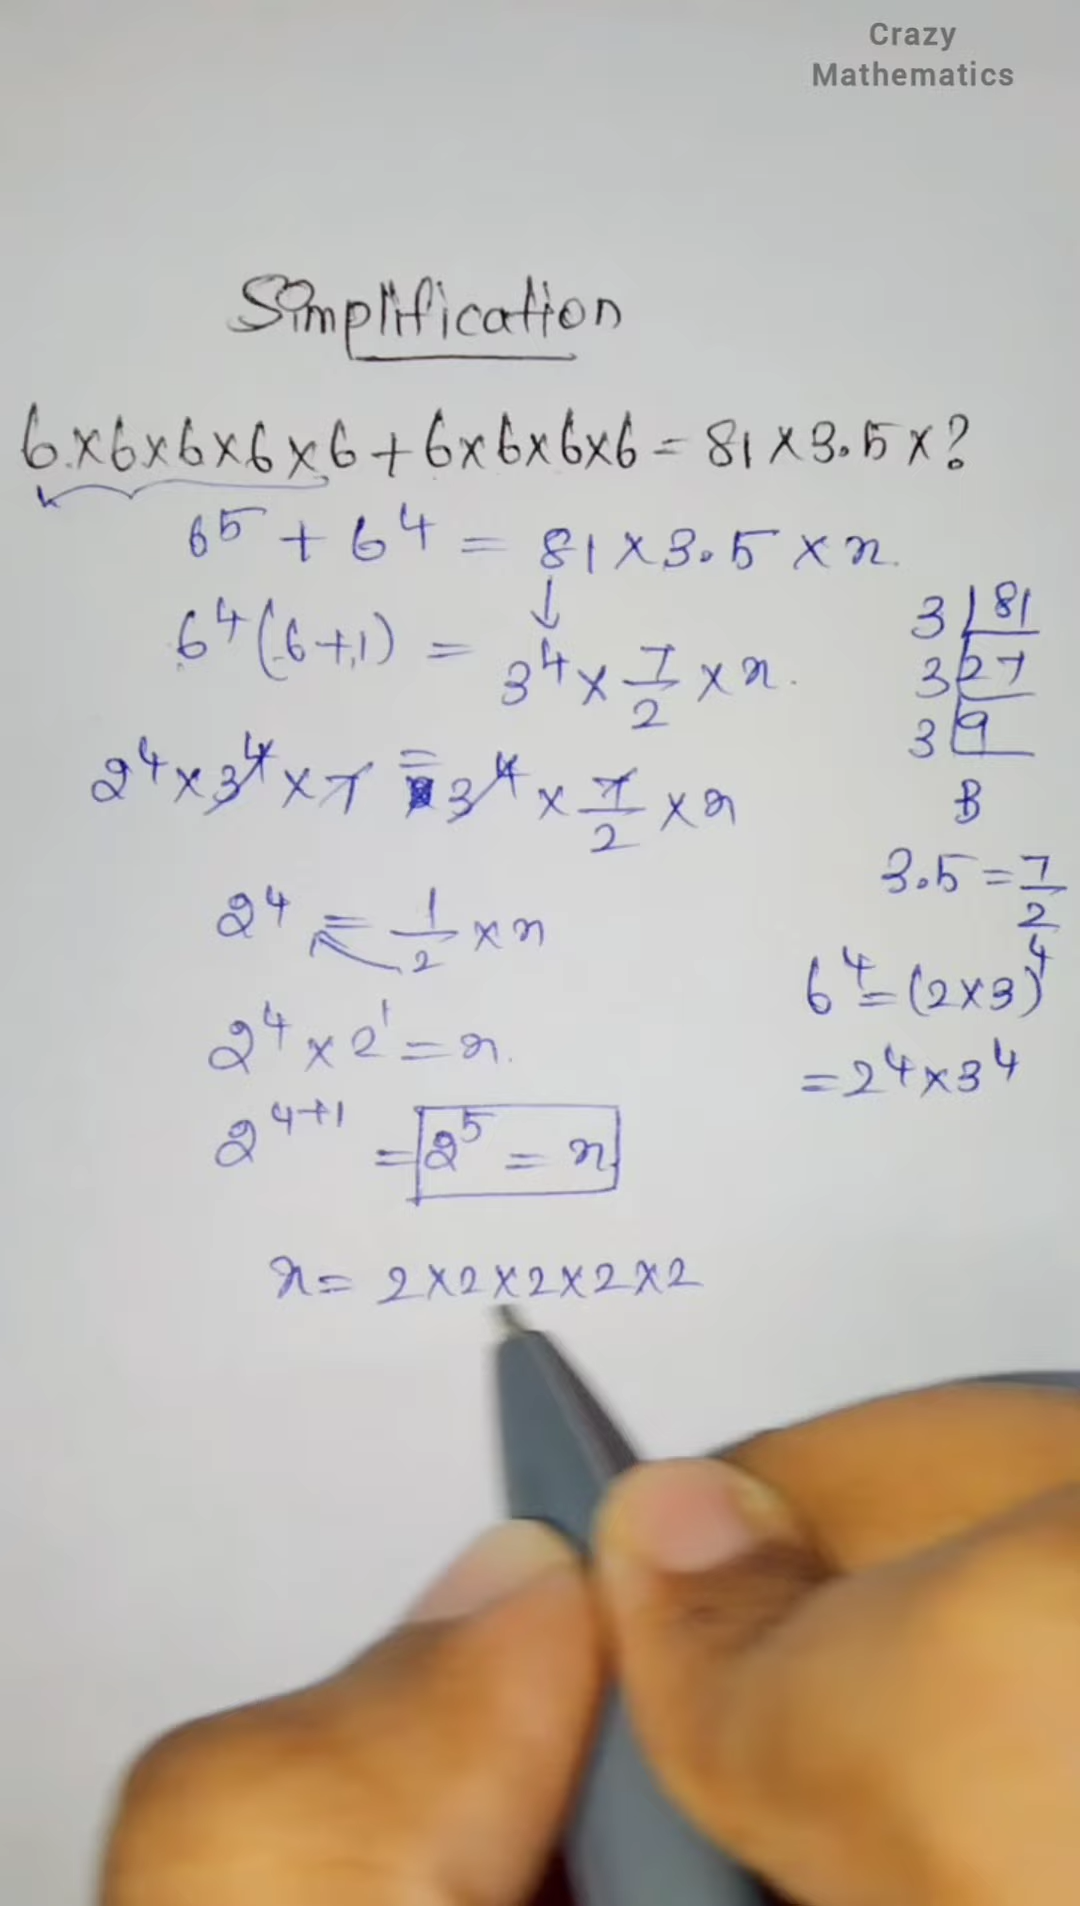 Crazy
Mathematics
Simplification
6×6×6×6×6+6×6×6×6=81×3.5×?
6⁵ + 6⁴ = 81×3.5×x
6⁴(6+1) = 3⁴×7/2×x
2⁴×3⁴×7 = 3⁴×7/2×x
2⁴ = 1/2×x
2⁴×2¹=x
2⁴⁺¹ = 2⁵ = x
x= 2×2×2×2×2
3 81
3 27
3 9
3
3.5=7/2
6⁴=(2×3)⁴
=2⁴×3⁴